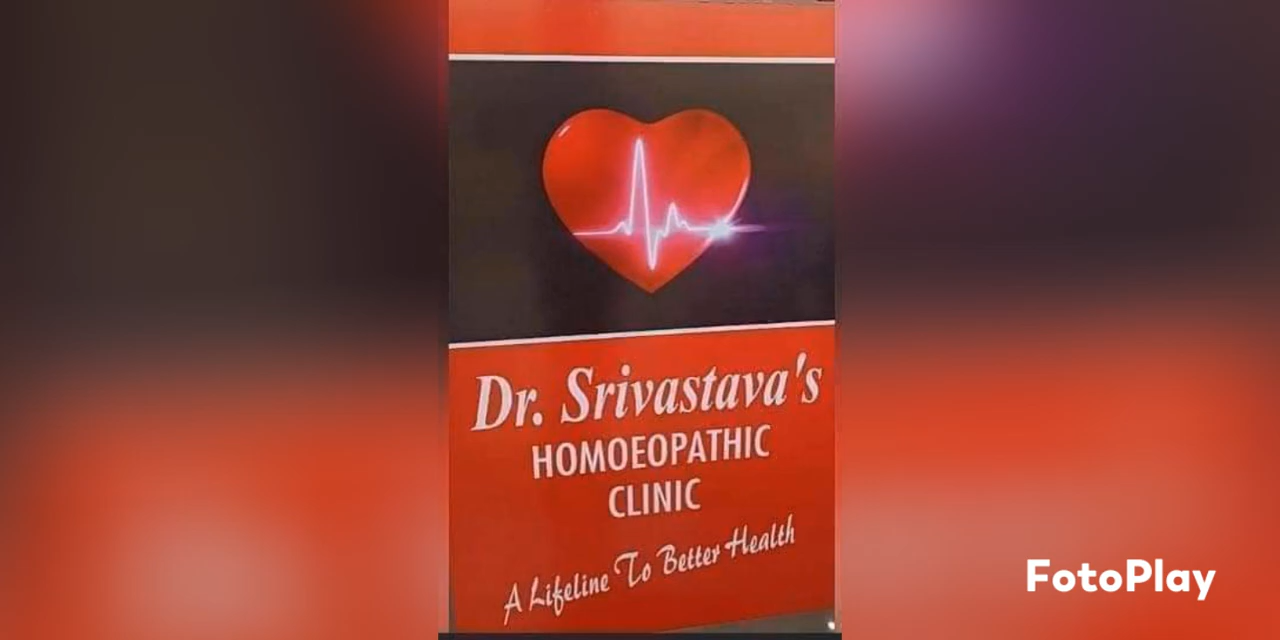 Dr. Srivastava's
HOMOEOPATHIC
CLINIC
A Lifeline To Better Health
FotoPlay